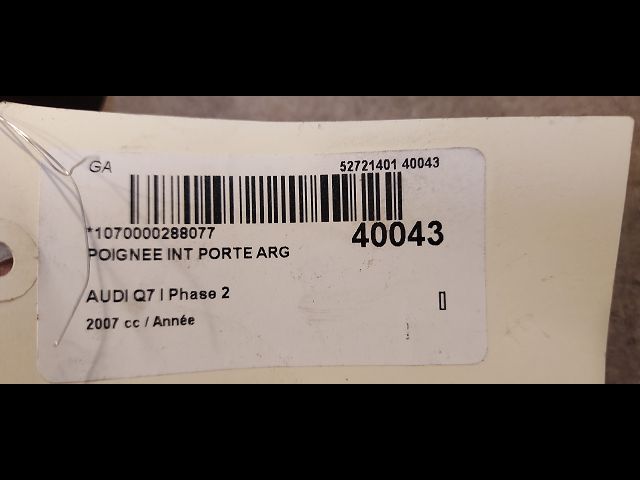 GA
52721401 40043
*1070000288077
40043
POIGNEE INT PORTE ARG
AUDI Q7 I Phase 2
2007 cc / Année